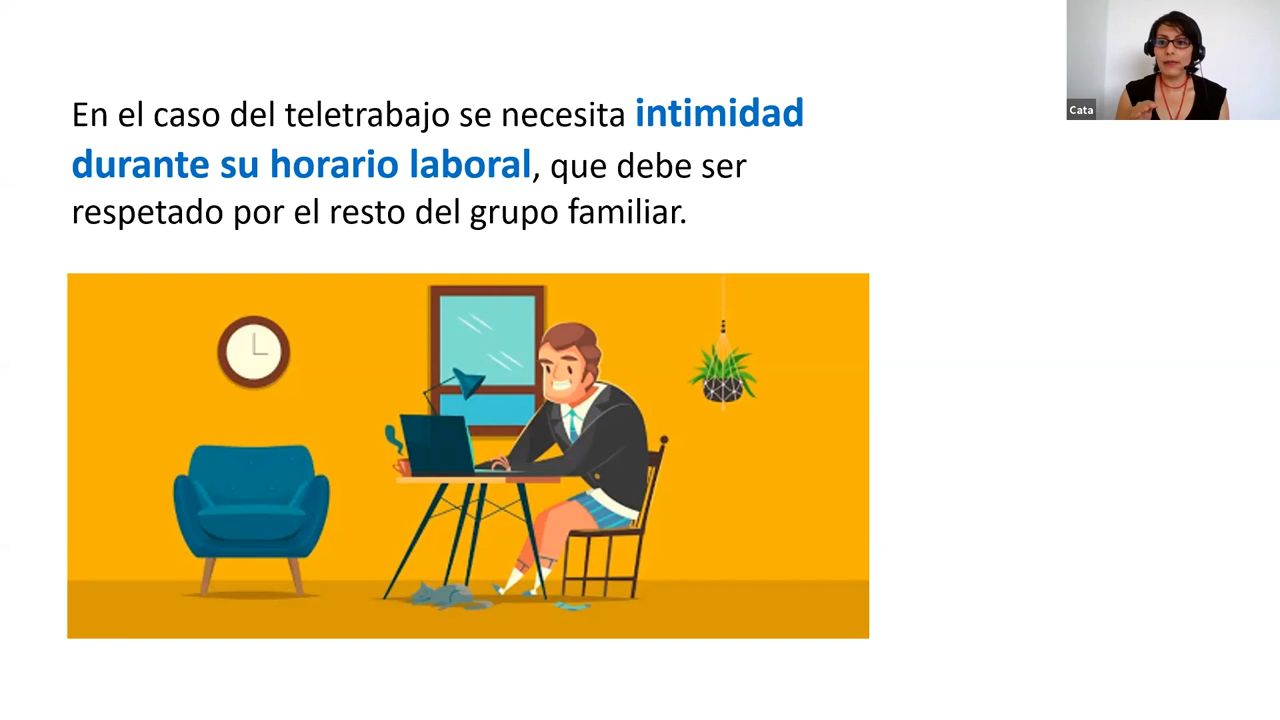 En el caso del teletrabajo se necesita intimidad
durante su horario laboral, que debe ser
respetado por el resto del grupo familiar.
Cata